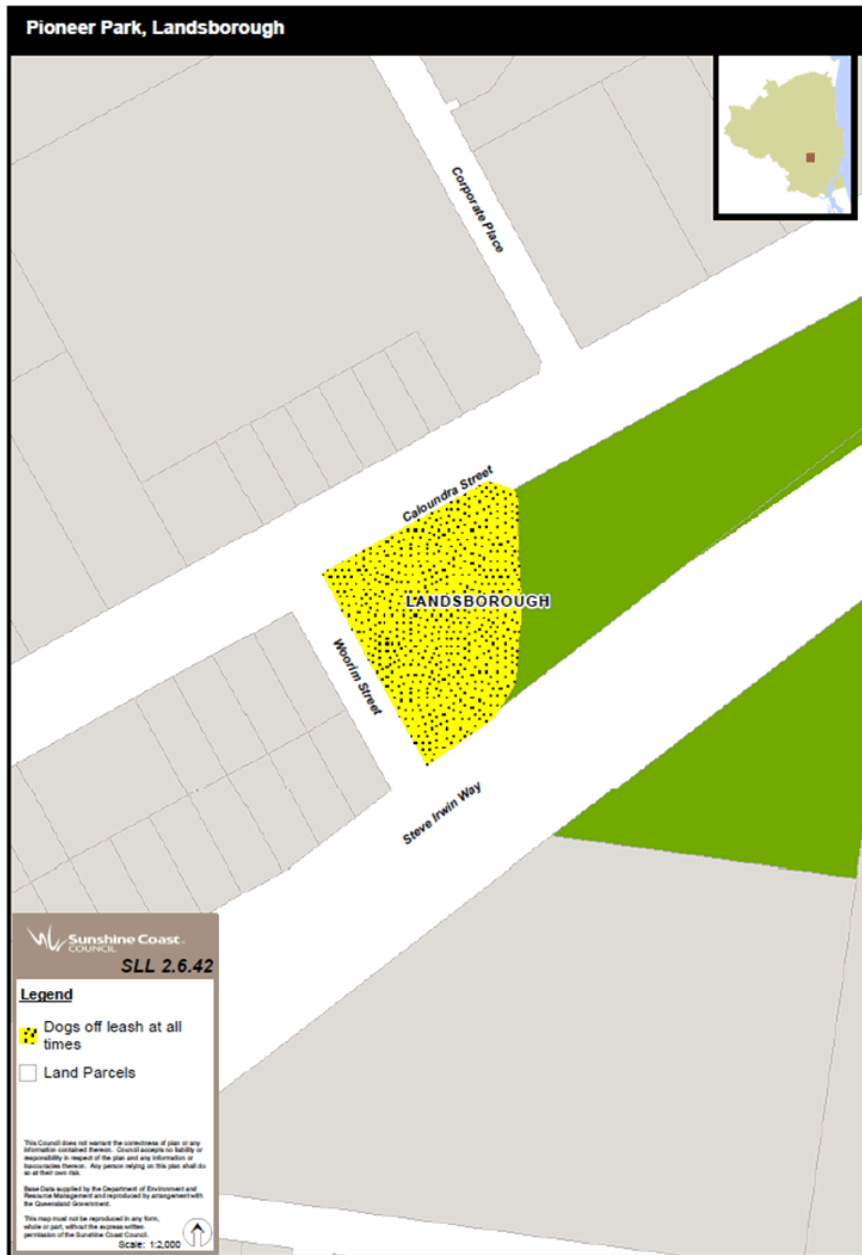 Pioneer Park, Landsborough
Corporate Place
Caloundra Street
LANDSBOROUGH
Woorim Street
Steve Irwin Way
Sunshine Coast
COUNCIL
SLL 2.6.42
Legend
Dogs off leash at all
times
Land Parcels
This Council does not warrant the correctness of plan or any
information contained thereon. Council accepts no liability or
responsibility in respect of the plan and any information or
inaccuracies thereon. Any person relying on this plan shall do
so at their own risk.
Base Data supplied by the Department of Environment and
Resource Management and reproduced by arrangement with
the Queensland Government.
This map must not be reproduced in any form,
whole or part, without the express written
permission of the Sunshine Coast Council.
Scale: 1:2,000